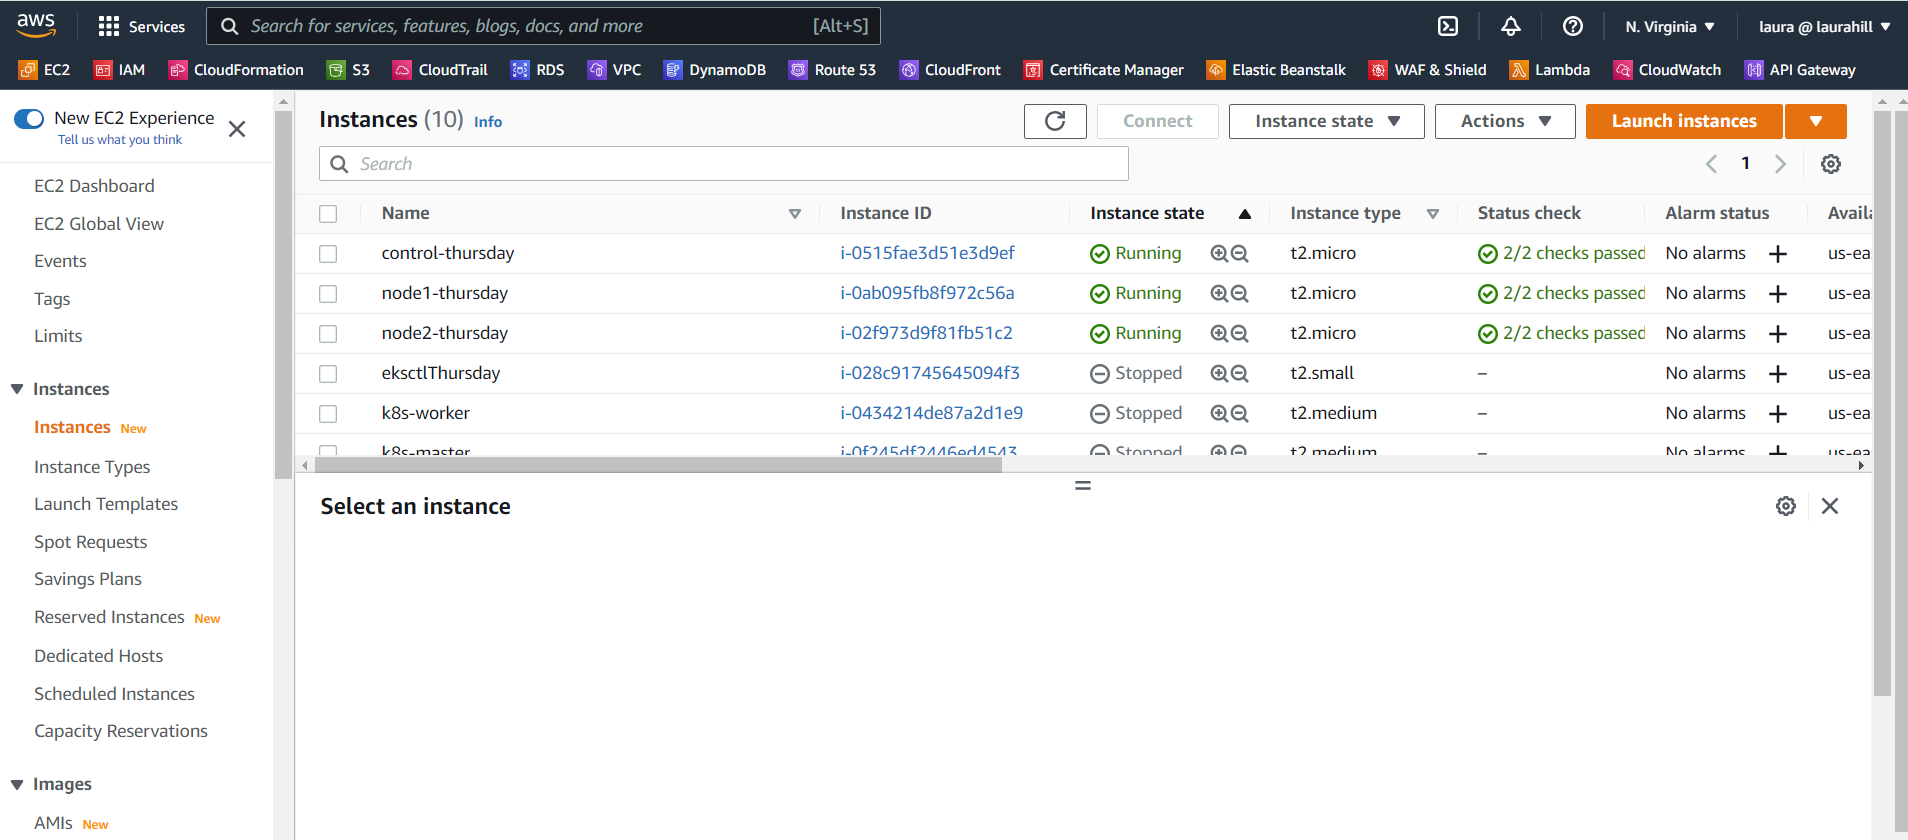 aws Services Search for services, features, blogs, docs, and more [Alt+S] N. Virginia laura @ laurahill
EC2 IAM CloudFormation S3 CloudTrail RDS VPC DynamoDB Route 53 CloudFront Certificate Manager Elastic Beanstalk WAF & Shield Lambda CloudWatch API Gateway
New EC2 Experience
Tell us what you think
EC2 Dashboard
EC2 Global View
Events
Tags
Limits
Instances
Instances New
Instance Types
Launch Templates
Spot Requests
Savings Plans
Reserved Instances New
Dedicated Hosts
Scheduled Instances
Capacity Reservations
Images
AMIs New
Instances (10) Info Connect Instance state Actions Launch instances
Search 1
Name Instance ID Instance state Instance type Status check Alarm status Availa
control-thursday i-0515fae3d51e3d9ef Running t2.micro 2/2 checks passed No alarms + us-ea
node1-thursday i-0ab095fb8f972c56a Running t2.micro 2/2 checks passed No alarms + us-ea
node2-thursday i-02f973d9f81fb51c2 Running t2.micro 2/2 checks passed No alarms + us-ea
eksctlThursday i-028c91745645094f3 Stopped t2.small – No alarms + us-ea
k8s-worker i-0434214de87a2d1e9 Stopped t2.medium – No alarms + us-ea
k8s-master i-0f245df2446ed4543 Stopped t2.medium – No alarms + us-ea
Select an instance